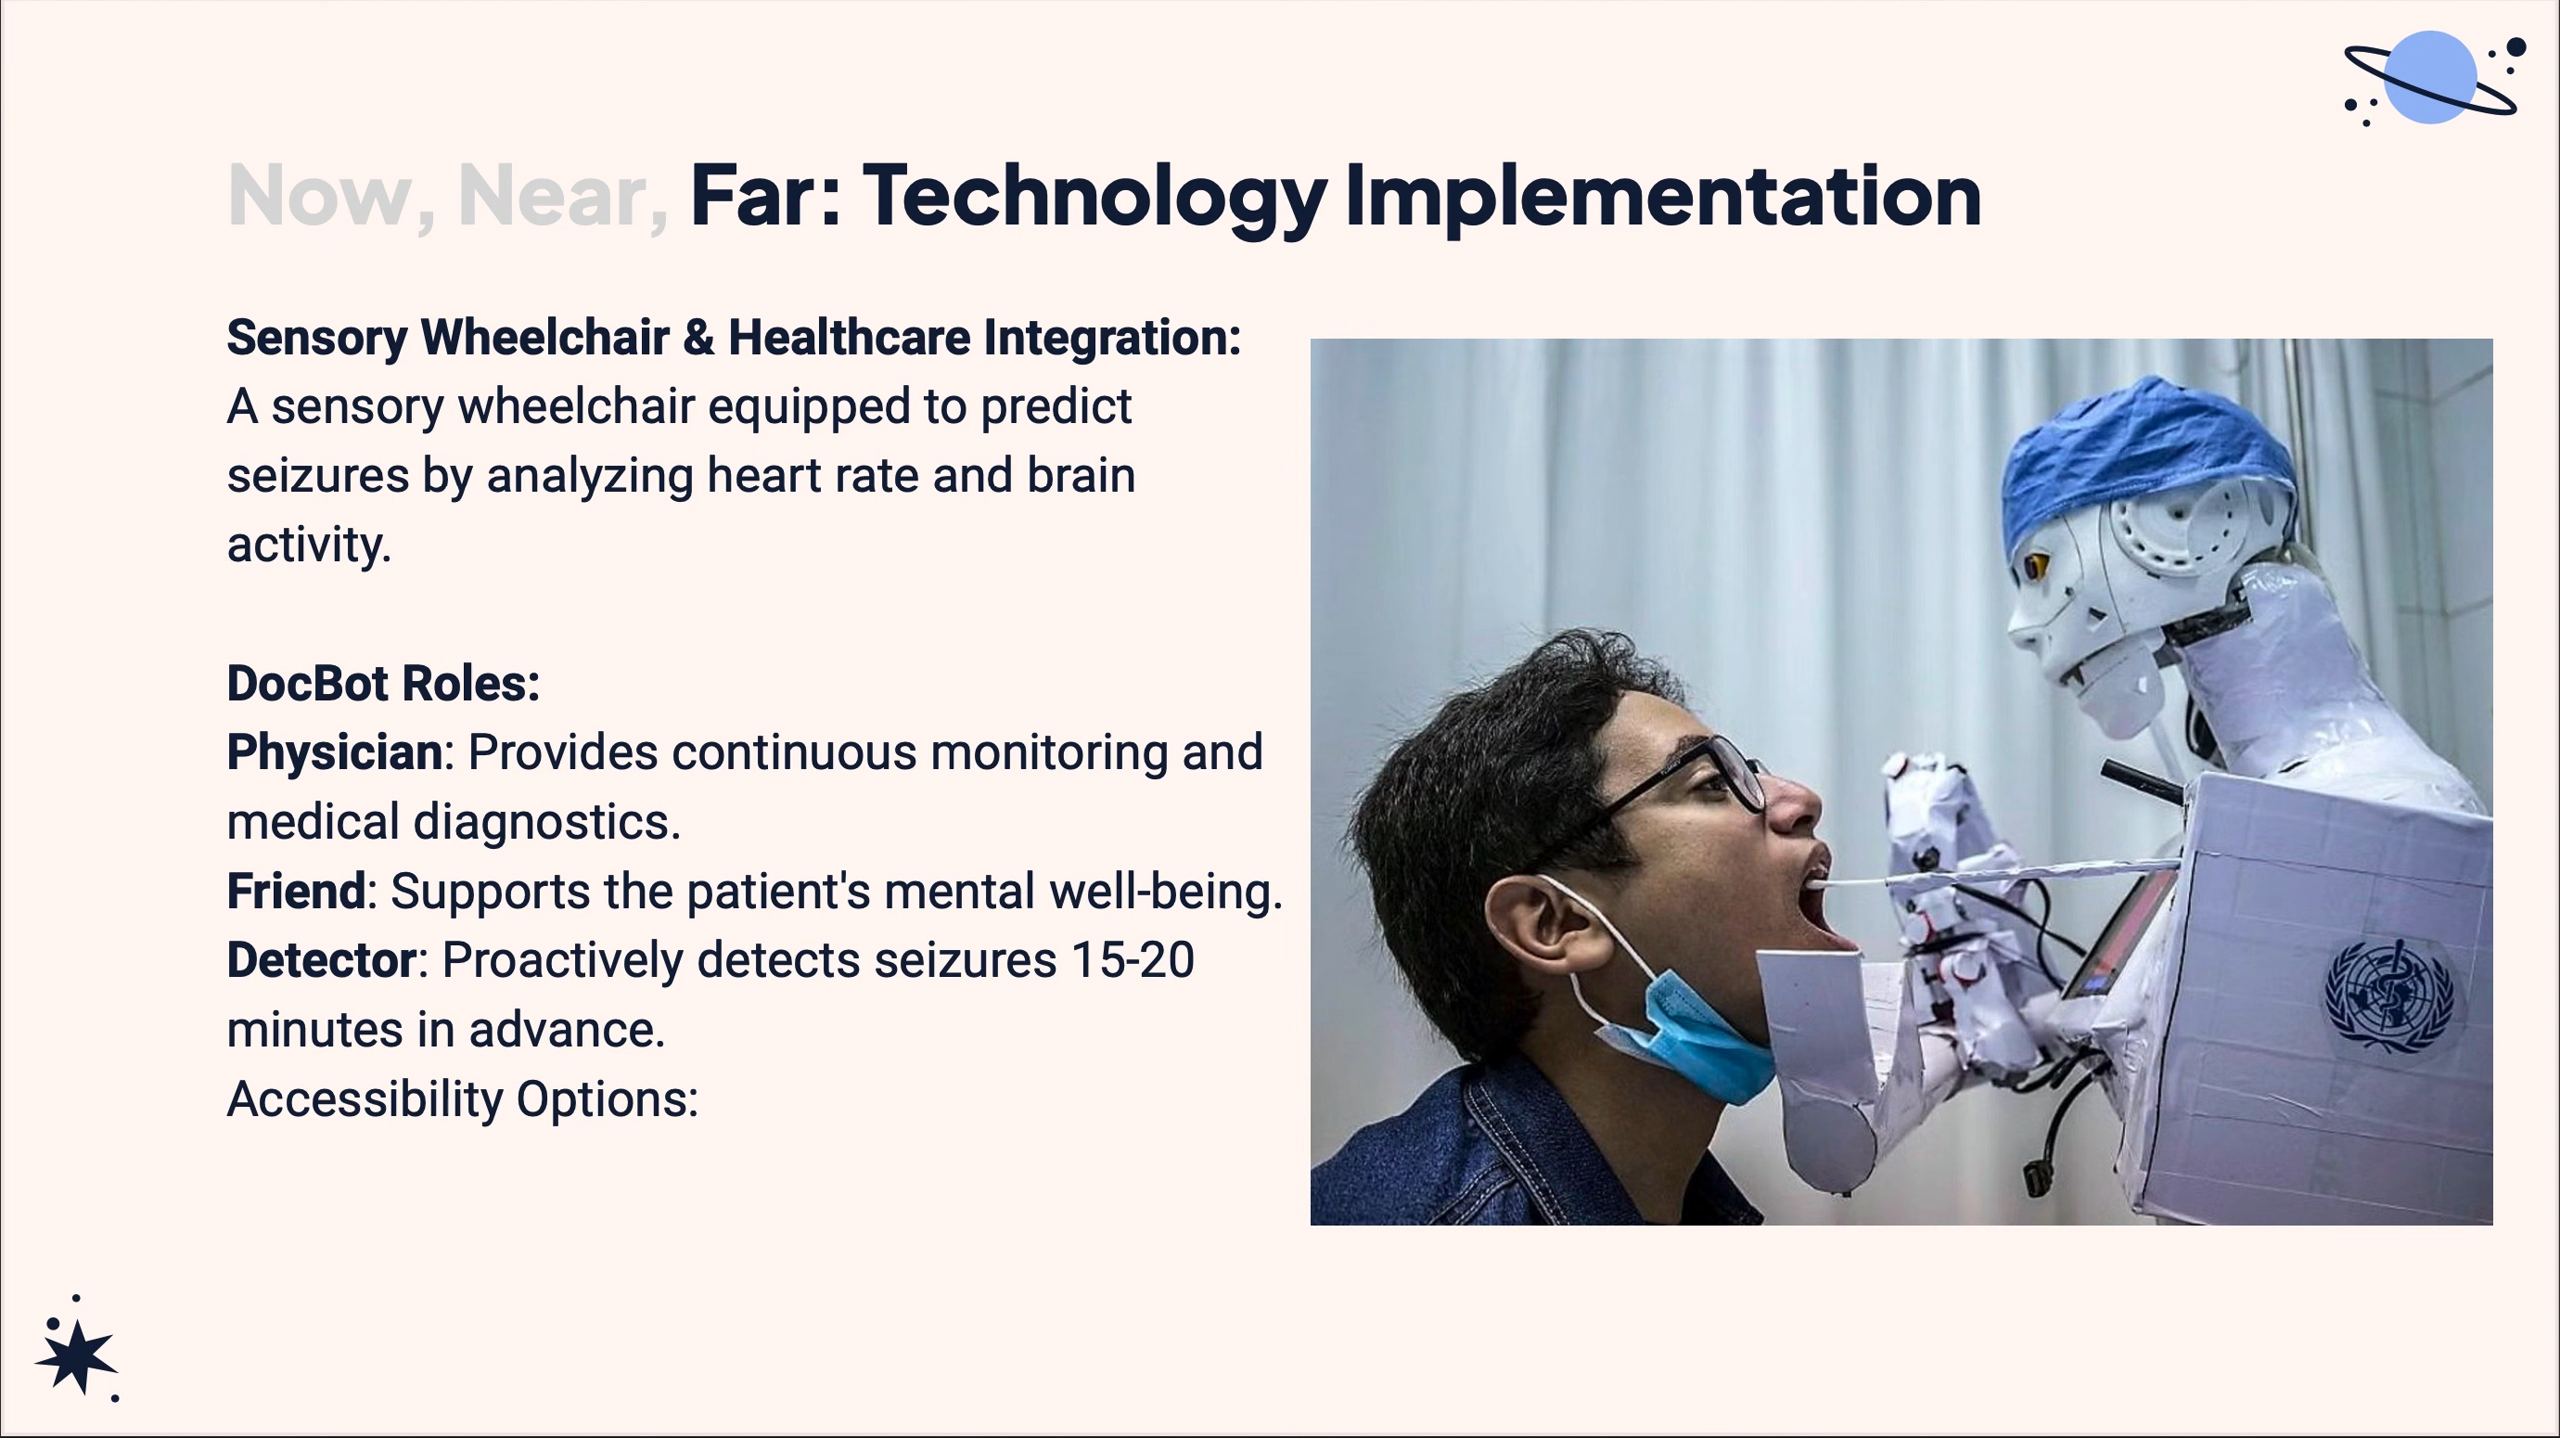 Now, Near, Far: Technology Implementation
Sensory Wheelchair & Healthcare Integration:
A sensory wheelchair equipped to predict
seizures by analyzing heart rate and brain
activity.
DocBot Roles:
Physician: Provides continuous monitoring and
medical diagnostics.
Friend: Supports the patient's mental well-being.
Detector: Proactively detects seizures 15-20
minutes in advance.
Accessibility Options: